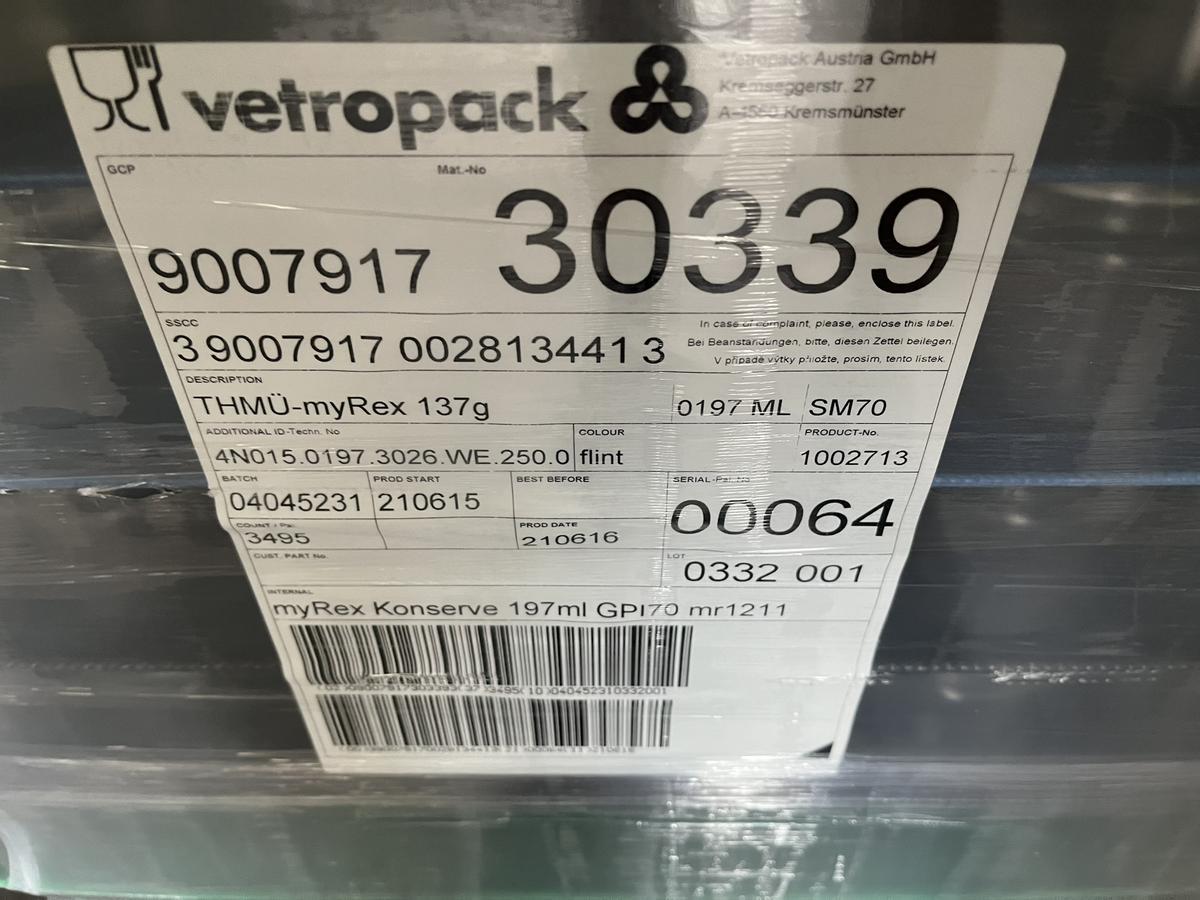 vetropack
Vetropack Austria GmbH
Kremseggerstr. 27
A-4550 Kremsmünster
GCP
Mat.-No
9007917
30339
SSCC
3 9007917 002813441 3
In case of complaint, please, enclose this label.
Bei Beanstandungen, bitte, diesen Zettel beilegen.
V případě výtky přiložte, prosím, tento lístek.
DESCRIPTION
THMÜ-myRex 137g
0197 ML
SM70
ADDITIONAL ID-Techn. No
COLOUR
PRODUCT-No.
4N015.0197.3026.WE.250.0
flint
1002713
BATCH
PROD START
BEST BEFORE
SERIAL-Pal. No
04045231
210615
00064
COUNT / Pal.
PROD DATE
3495
210616
CUST. PART No.
LOT
0332 001
INTERNAL
myRex Konserve 197ml GPI70 mr1211